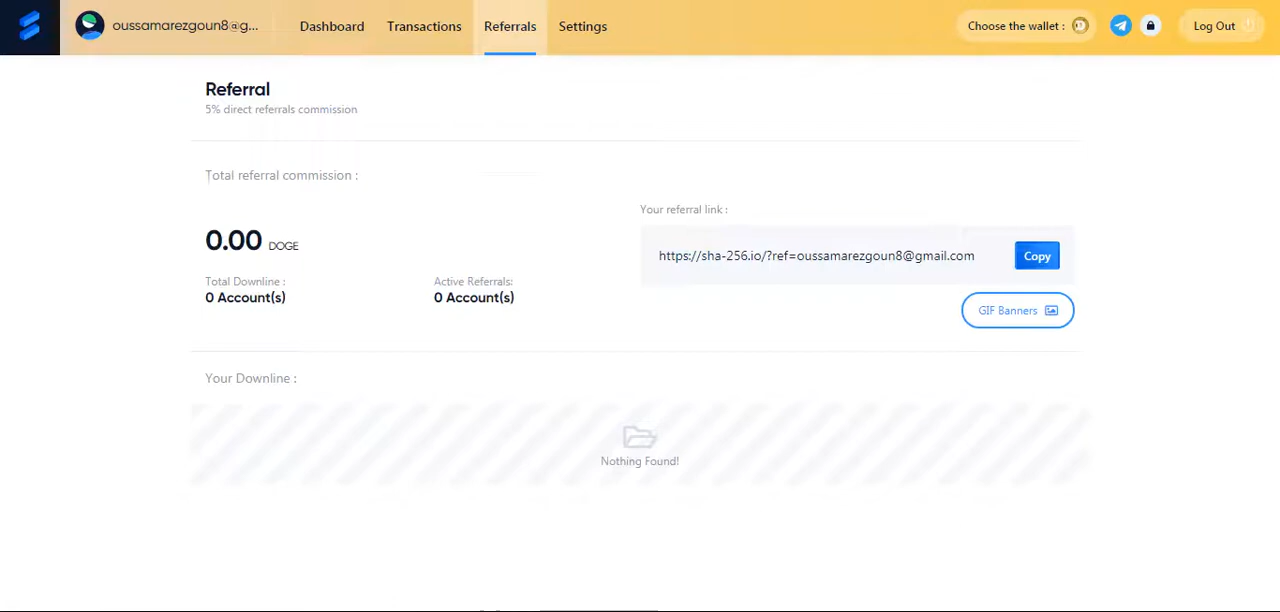 oussamarezgoun8@g... Dashboard Transactions Referrals Settings Choose the wallet : Log Out
Referral
5% direct referrals commission
Total referral commission :
Your referral link :
0.00 DOGE
https://sha-256.io/?ref=oussamarezgoun8@gmail.com Copy
Total Downline : Active Referrals:
0 Account(s) 0 Account(s)
GIF Banners
Your Downline :
Nothing Found!